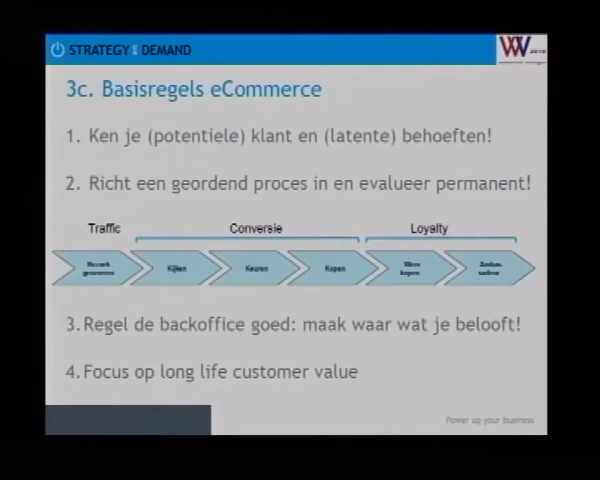 STRATEGY ON DEMAND
3c. Basisregels eCommerce
1. Ken je (potentiele) klant en (latente) behoeften!
2. Richt een geordend proces in en evalueer permanent!
Traffic Conversie Loyalty
Kijken Keuren Kopen
3. Regel de backoffice goed: maak waar wat je belooft!
4. Focus op long life customer value
Power up your business